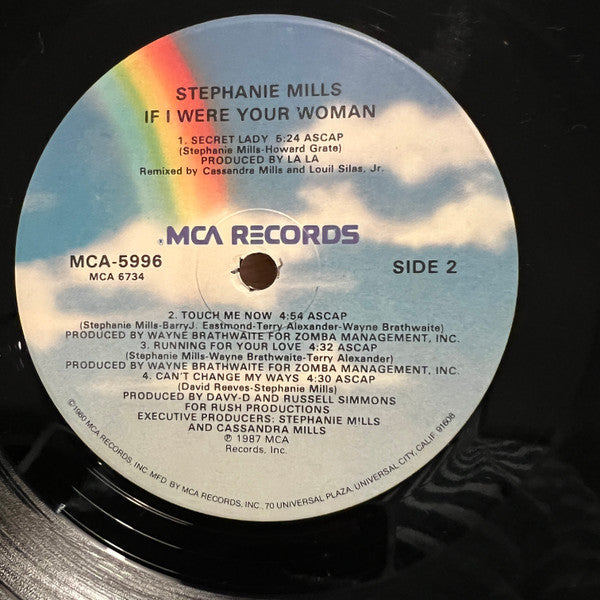 STEPHANIE MILLS
IF I WERE YOUR WOMAN
1. SECRET LADY 5:24 ASCAP
(Stephanie Mills-Howard Grate)
PRODUCED BY LA LA
Remixed by Cassandra Mills and Louil Silas, Jr.
®MCA RECORDS
MCA-5996
MCA 6734
SIDE 2
2. TOUCH ME NOW 4:54 ASCAP
(Stephanie Mills-BarryJ. Eastmond-Terry Alexander-Wayne Brathwaite)
PRODUCED BY WAYNE BRATHWAITE FOR ZOMBA MANAGEMENT, INC.
3. RUNNING FOR YOUR LOVE 4:32 ASCAP
(Stephanie Mills-Wayne Brathwaite-Terry Alexander)
PRODUCED BY WAYNE BRATHWAITE FOR ZOMBA MANAGEMENT, INC.
4. CAN'T CHANGE MY WAYS 4:30 ASCAP
(David Reeves-Stephanie Mills)
PRODUCED BY DAVY-D AND RUSSELL SIMMONS
FOR RUSH PRODUCTIONS
EXECUTIVE PRODUCERS: STEPHANIE MILLS
AND CASSANDRA MILLS
℗ 1987 MCA
Records, Inc.
©1980 MCA RECORDS, INC. MFD. BY MCA RECORDS, INC., 70 UNIVERSAL PLAZA, UNIVERSAL CITY, CALIF. 91608